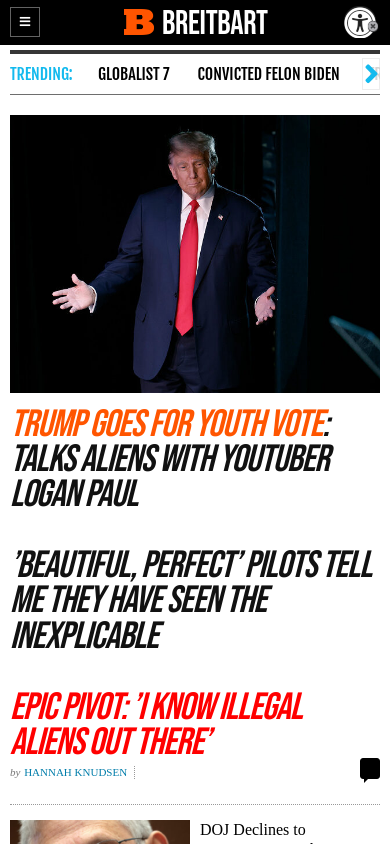 BREITBART
TRENDING: GLOBALIST 7 CONVICTED FELON BIDEN
TRUMP GOES FOR YOUTH VOTE:
TALKS ALIENS WITH YOUTUBER
LOGAN PAUL
'BEAUTIFUL, PERFECT' PILOTS TELL
ME THEY HAVE SEEN THE
INEXPLICABLE
EPIC PIVOT: 'I KNOW ILLEGAL
ALIENS OUT THERE'
by HANNAH KNUDSEN
DOJ Declines to